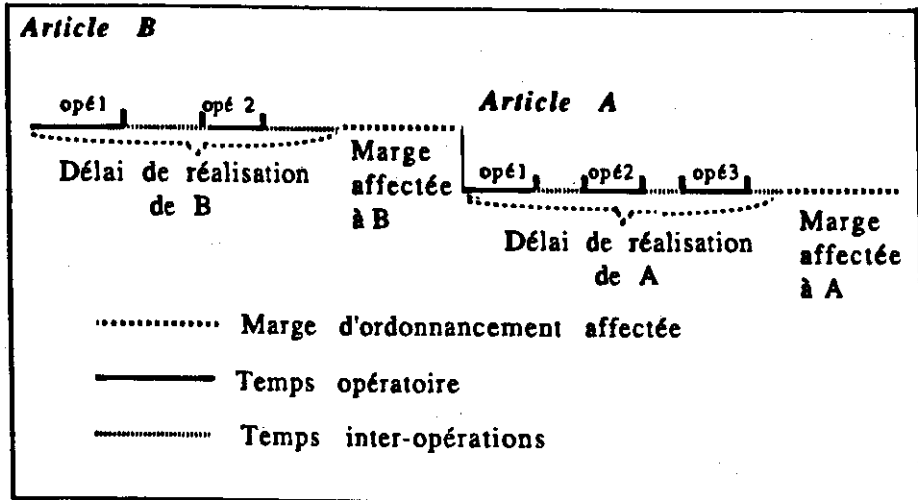 Article B
opé1
opé 2
Article A
Délai de réalisation
de B
Marge
affectée
à B
opé1
opé2
opé3
Délai de réalisation
de A
Marge
affectée
à A
Marge d'ordonnancement affectée
Temps opératoire
Temps inter-opérations